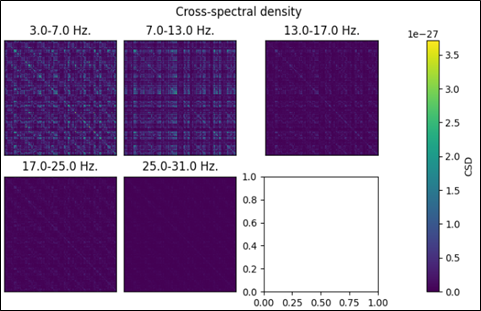 Cross-spectral density
3.0-7.0 Hz.
7.0-13.0 Hz.
13.0-17.0 Hz.
17.0-25.0 Hz.
25.0-31.0 Hz.
1.0
0.8
0.6
0.4
0.2
0.0
0.00 0.25 0.50 0.75 1.00
1e−27
3.5
3.0
2.5
2.0
1.5
1.0
0.5
0.0
CSD